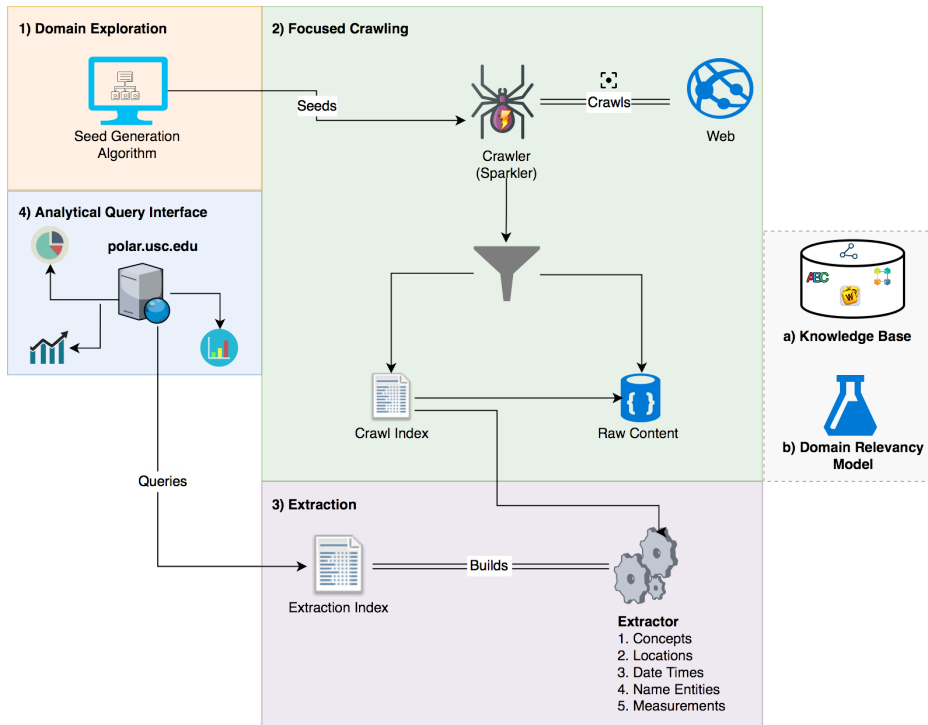 1) Domain Exploration
Seed Generation
Algorithm
2) Focused Crawling
Seeds
Crawler
(Sparkler)
Crawls
Web
Crawl Index
{ }
Raw Content
4) Analytical Query Interface
polar.usc.edu
Queries
ABC
W
a) Knowledge Base
b) Domain Relevancy
Model
3) Extraction
Extraction Index
Builds
Extractor
1. Concepts
2. Locations
3. Date Times
4. Name Entities
5. Measurements